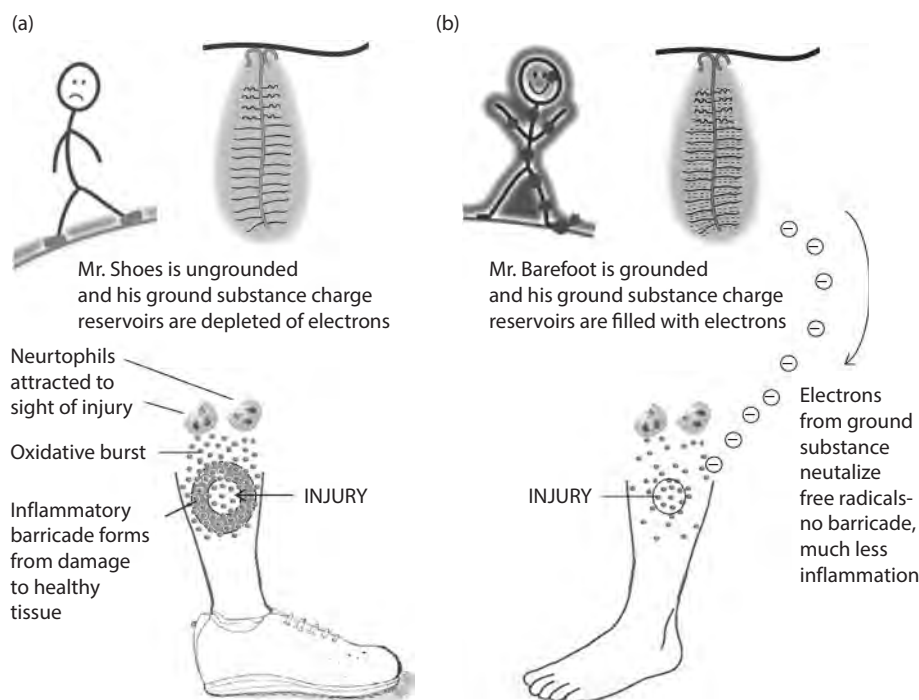 (a)
Mr. Shoes is ungrounded
and his ground substance charge
reservoirs are depleted of electrons
Neurtophils
attracted to
sight of injury
Oxidative burst
INJURY
Inflammatory
barricade forms
from damage
to healthy
tissue
(b)
Mr. Barefoot is grounded
and his ground substance charge
reservoirs are filled with electrons
INJURY
Electrons
from ground
substance
neutalize
free radicals-
no barricade,
much less
inflammation